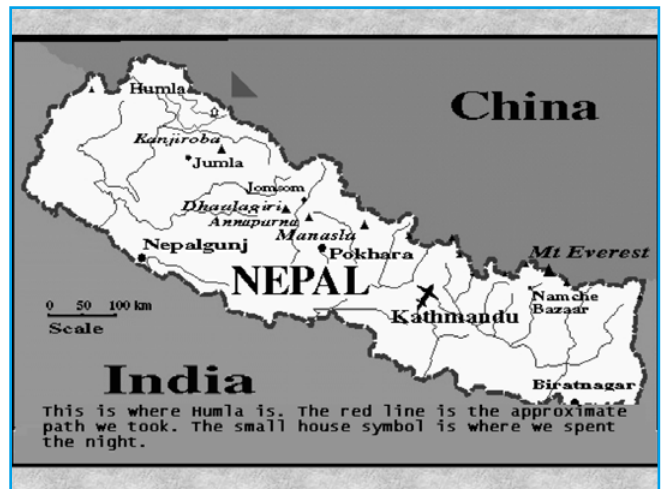 Humla
China
Kanjiroba
Jumla
Jomsom
Dhaulagiri
Annapurna
Manaslu
Mt Everest
Nepalgunj
Pokhara
NEPAL
Namche
Bazaar
0 50 100 km
Scale
Kathmandu
India
Biratnagar
This is where Humla is. The red line is the approximate
path we took. The small house symbol is where we spent
the night.